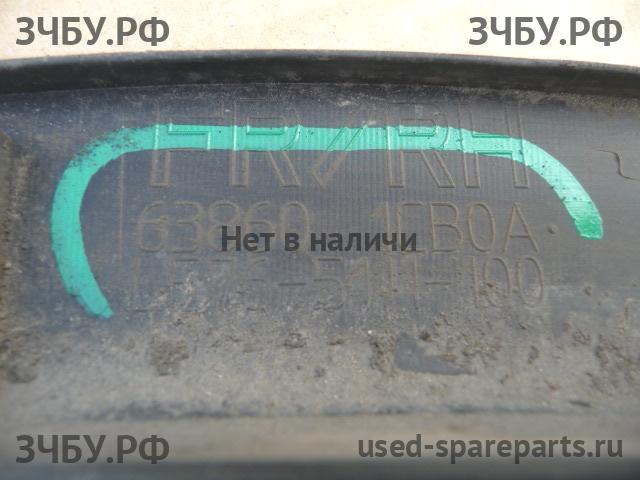 ЗЧБУ.РФ ЗЧБУ.РФ
FR/RH
63860 1CB0A
Нет в наличи
ЗЧБУ.РФ used-spareparts.ru